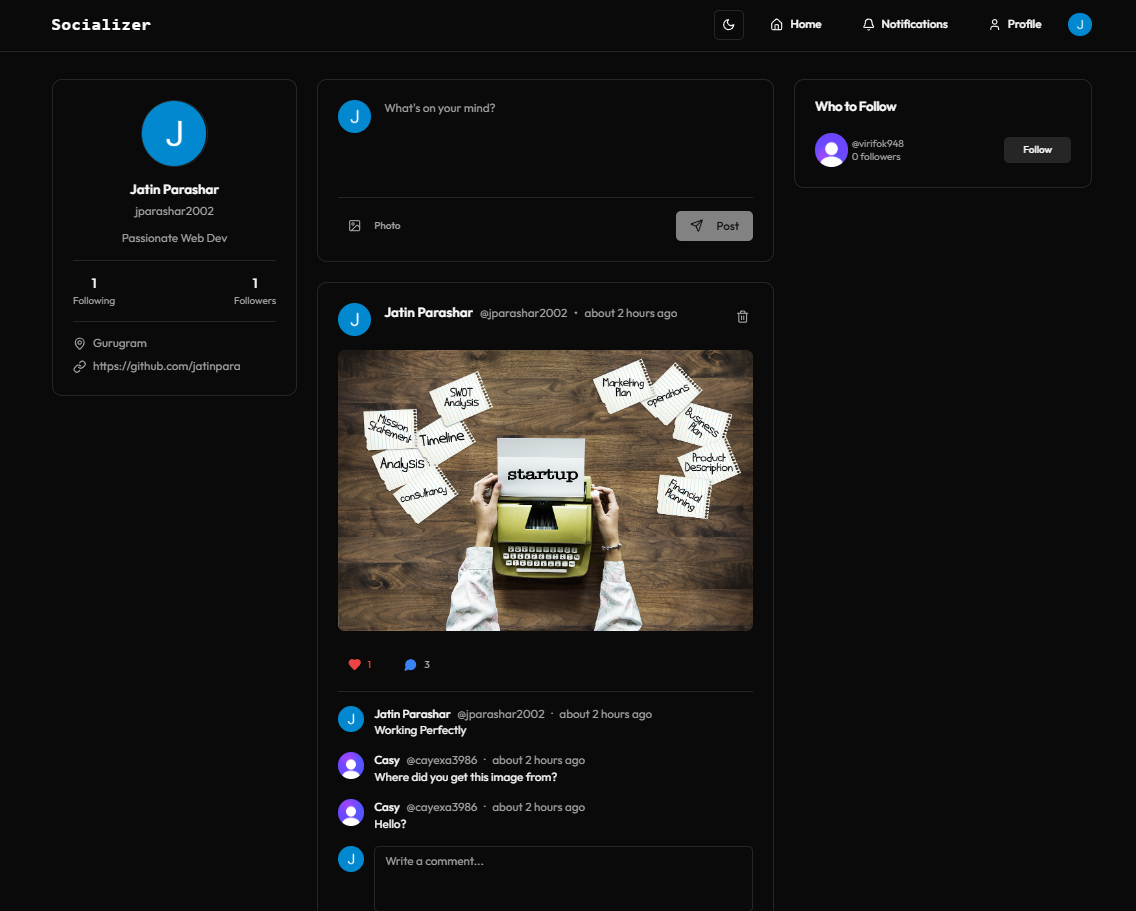 Socializer
Home
Notifications
Profile
J
J
Jatin Parashar
jparashar2002
Passionate Web Dev
1
Following
1
Followers
Gurugram
https://github.com/jatinpara
J
What's on your mind?
Photo
Post
J
Jatin Parashar @jparashar2002 · about 2 hours ago
SWOT
Analysis
Mission
Statement
Timeline
Analysis
consultancy
startup
Marketing
Plan
operations
Business
Plan
Product
Description
Financial
Planning
1
3
J
Jatin Parashar @jparashar2002 · about 2 hours ago
Working Perfectly
Casy @cayexa3986 · about 2 hours ago
Where did you get this image from?
Casy @cayexa3986 · about 2 hours ago
Hello?
J
Write a comment...
Who to Follow
@virifok948
0 followers
Follow